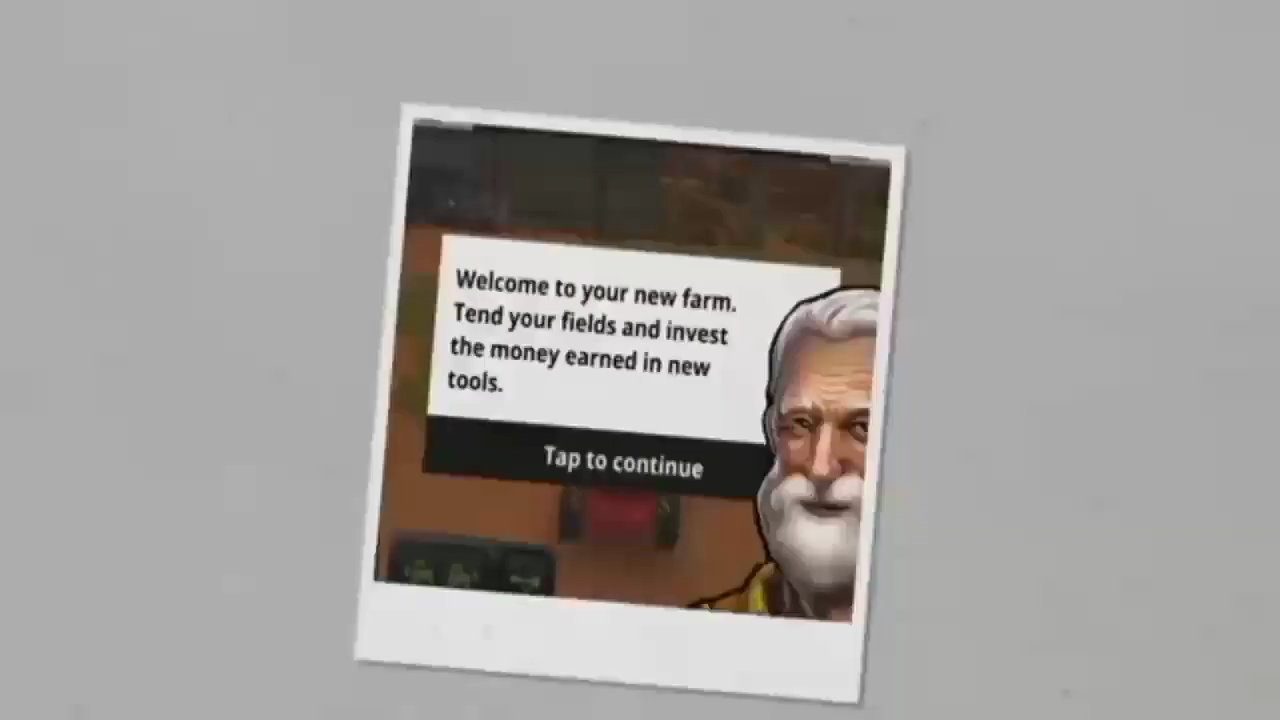 Welcome to your new farm.
Tend your fields and invest
the money earned in new
tools.
Tap to continue